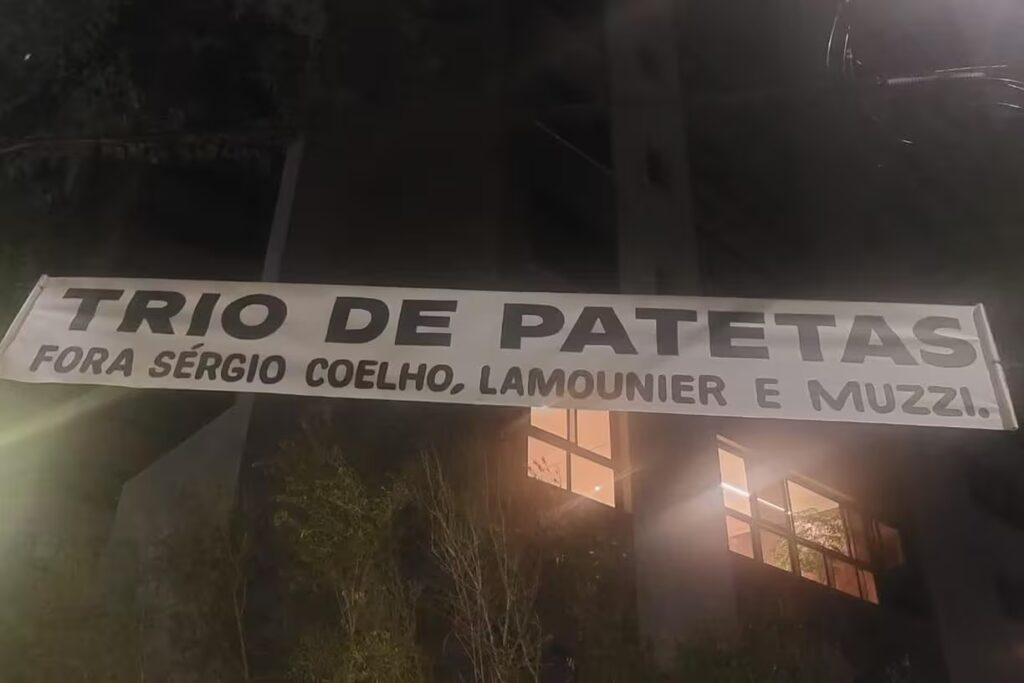 TRIO DE PATETAS
FORA SÉRGIO COELHO, LAMOUNIER E MUZZI.